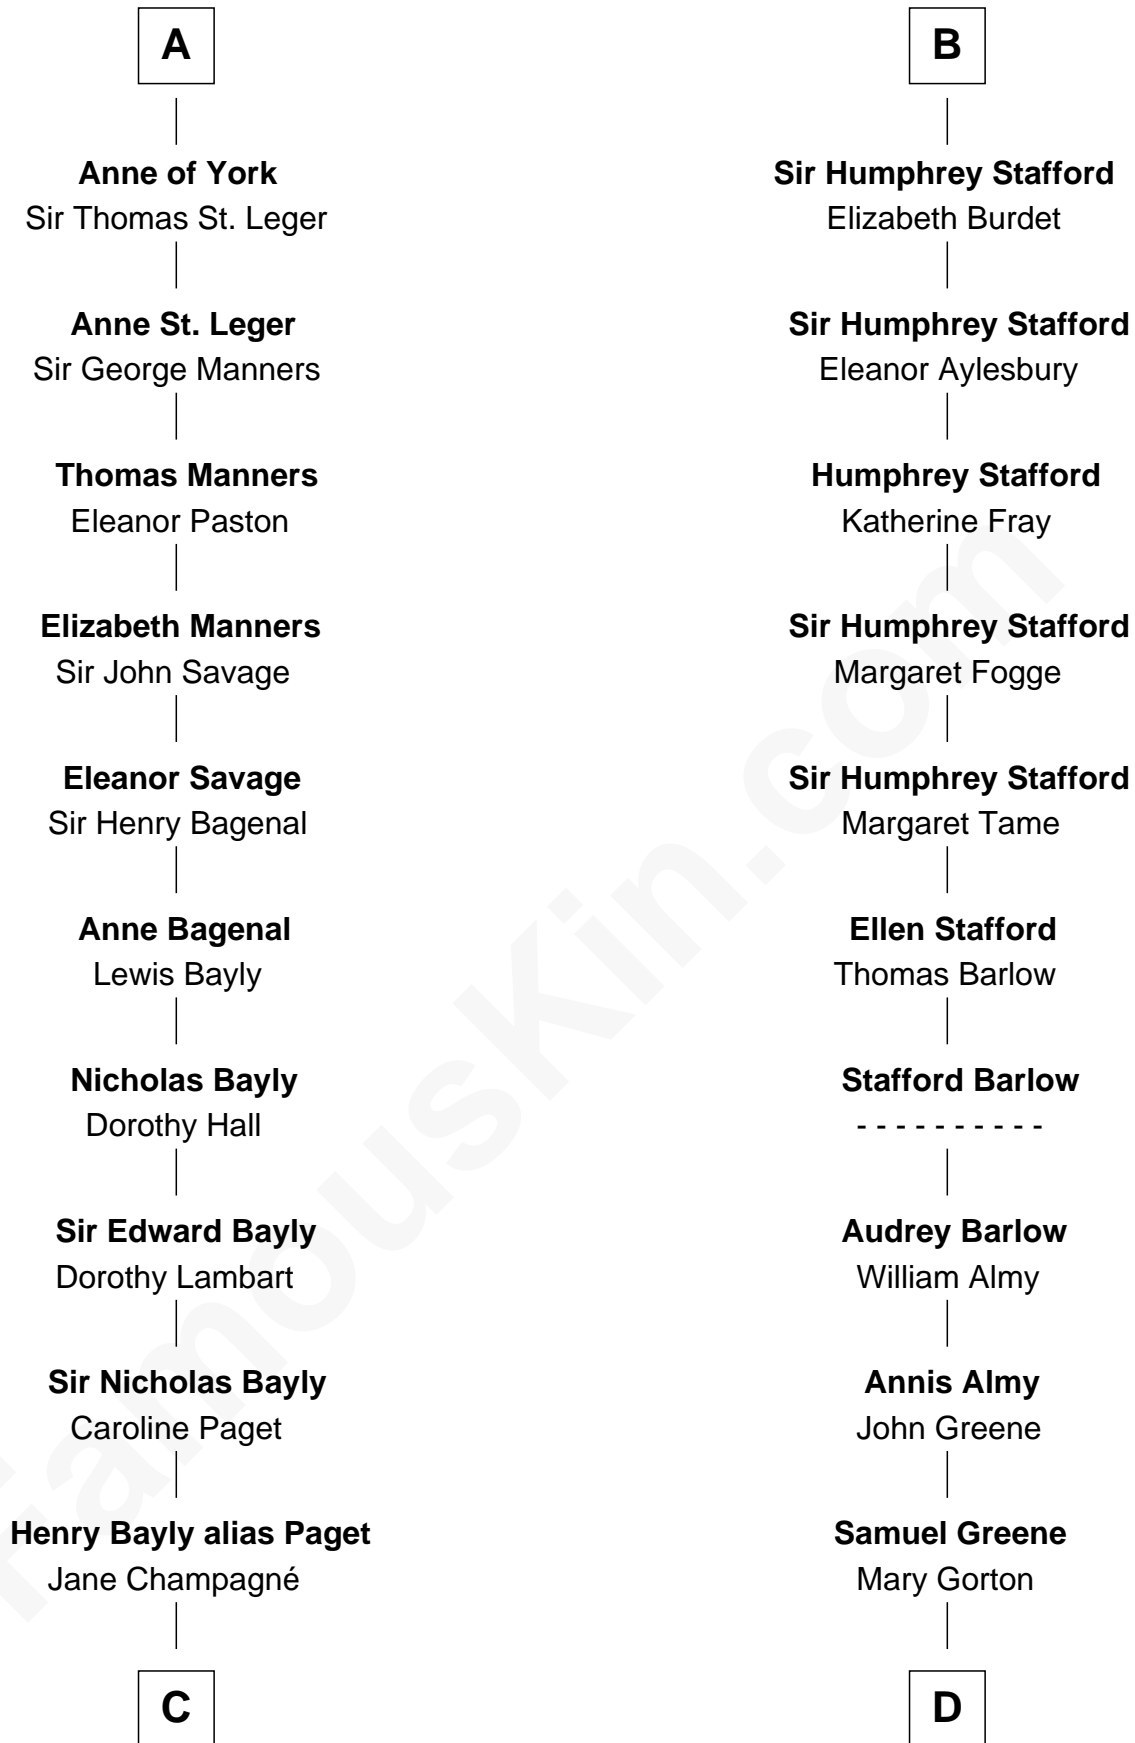 A
Anne of York
Sir Thomas St. Leger
Anne St. Leger
Sir George Manners
Thomas Manners
Eleanor Paston
Elizabeth Manners
Sir John Savage
Eleanor Savage
Sir Henry Bagenal
Anne Bagenal
Lewis Bayly
Nicholas Bayly
Dorothy Hall
Sir Edward Bayly
Dorothy Lambart
Sir Nicholas Bayly
Caroline Paget
Henry Bayly alias Paget
Jane Champagné
C
B
Sir Humphrey Stafford
Elizabeth Burdet
Sir Humphrey Stafford
Eleanor Aylesbury
Humphrey Stafford
Katherine Fray
Sir Humphrey Stafford
Margaret Fogge
Sir Humphrey Stafford
Margaret Tame
Ellen Stafford
Thomas Barlow
Stafford Barlow
- - - - - - - - - -
Audrey Barlow
William Almy
Annis Almy
John Greene
Samuel Greene
Mary Gorton
D
FamousKin.com